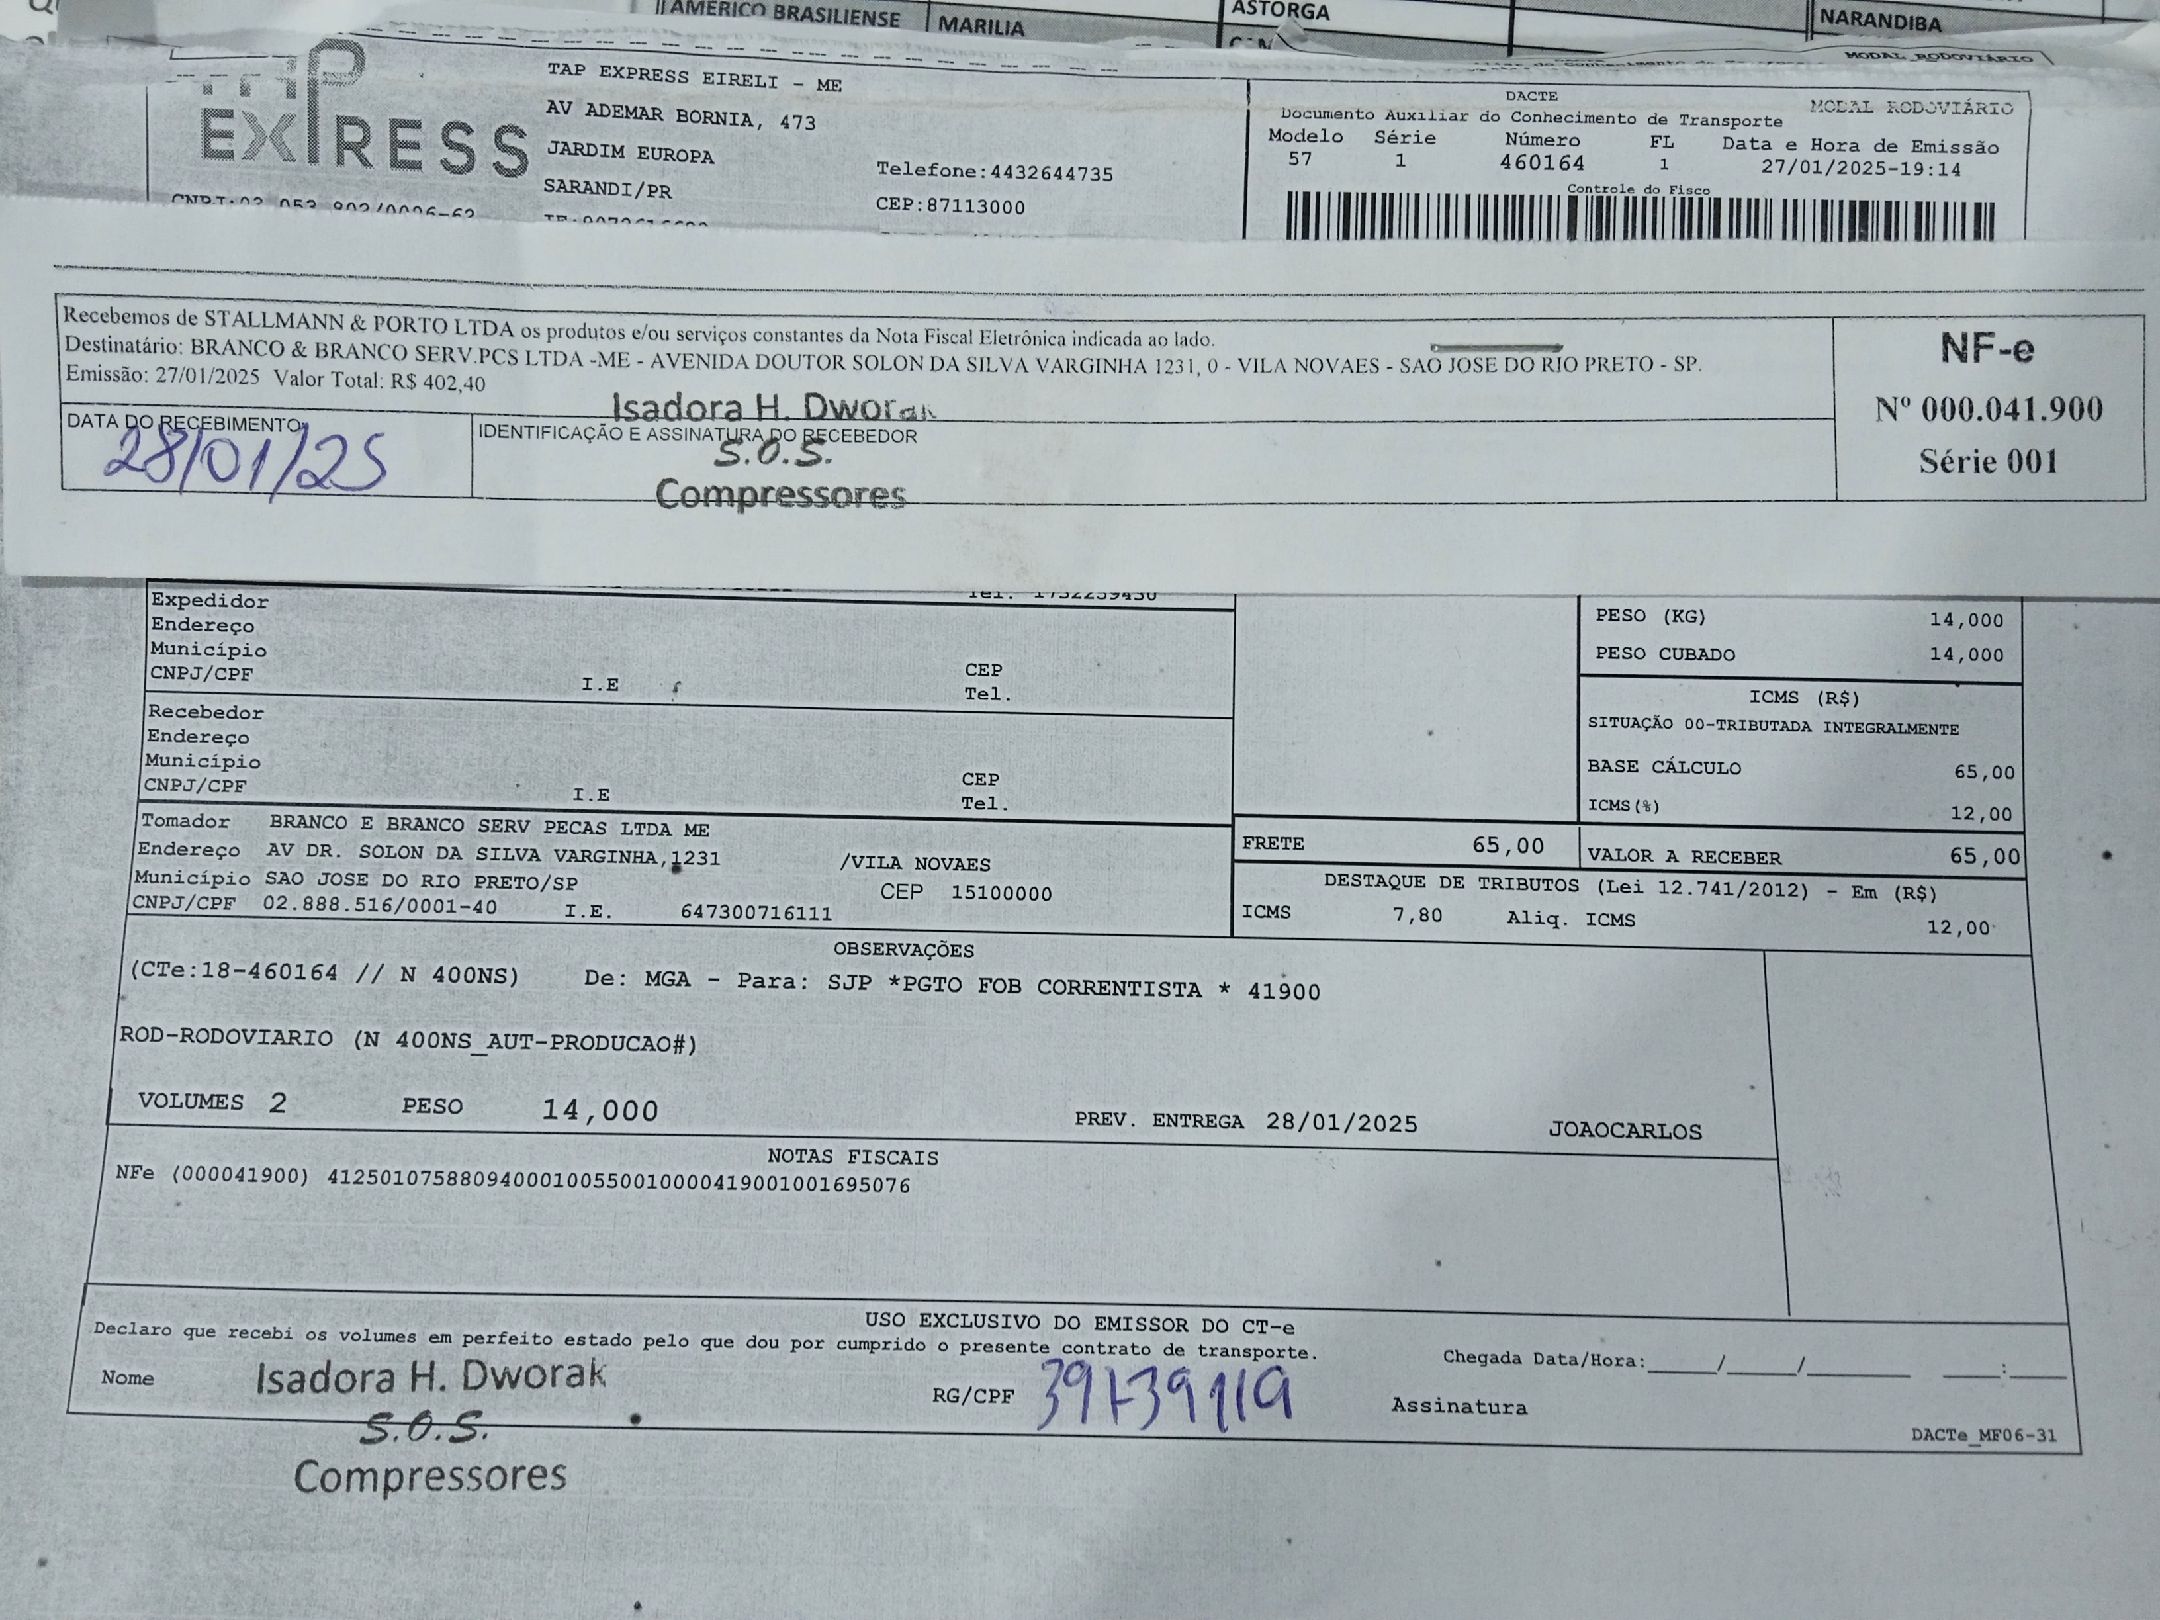 AMÉRICO BRASILIENSE MARILIA ASTORGA NARANDIBA
MODAL RODOVIÁRIO
TAP EXPRESS
TAP EXPRESS EIRELI - ME
AV ADEMAR BORNIA, 473
JARDIM EUROPA
SARANDI/PR
Telefone:4432644735
CEP:87113000
DACTE
MODAL RODOVIÁRIO
Documento Auxiliar do Conhecimento de Transporte
Modelo Série Número FL Data e Hora de Emissão
57 1 460164 1 27/01/2025-19:14
Controle do Fisco
Recebemos de STALLMANN & PORTO LTDA os produtos e/ou serviços constantes da Nota Fiscal Eletrônica indicada ao lado.
Destinatário: BRANCO & BRANCO SERV.PCS LTDA -ME - AVENIDA DOUTOR SOLON DA SILVA VARGINHA 1231, 0 - VILA NOVAES - SAO JOSE DO RIO PRETO - SP.
Emissão: 27/01/2025 Valor Total: R$ 402,40
DATA DO RECEBIMENTO
28/01/25
IDENTIFICAÇÃO E ASSINATURA DO RECEBEDOR
Isadora H. Dworak
S.O.S.
Compressores
NF-e
Nº 000.041.900
Série 001
Expedidor
Endereço
Município
CNPJ/CPF I.E CEP
Tel.
Recebedor
Endereço
Município
CNPJ/CPF I.E CEP
Tel.
PESO (KG) 14,000
PESO CUBADO 14,000
ICMS (R$)
SITUAÇÃO 00-TRIBUTADA INTEGRALMENTE
BASE CÁLCULO 65,00
ICMS(%) 12,00
Tomador BRANCO E BRANCO SERV PECAS LTDA ME
Endereço AV DR. SOLON DA SILVA VARGINHA,1231 /VILA NOVAES
Município SAO JOSE DO RIO PRETO/SP CEP 15100000
CNPJ/CPF 02.888.516/0001-40 I.E. 647300716111
FRETE 65,00 VALOR A RECEBER 65,00
DESTAQUE DE TRIBUTOS (Lei 12.741/2012) - Em (R$)
ICMS 7,80 Aliq. ICMS 12,00
OBSERVAÇÕES
(CTe:18-460164 // N 400NS) De: MGA - Para: SJP *PGTO FOB CORRENTISTA * 41900
ROD-RODOVIARIO (N 400NS_AUT-PRODUCAO#)
VOLUMES 2 PESO 14,000 PREV. ENTREGA 28/01/2025 JOAOCARLOS
NOTAS FISCAIS
NFe (000041900) 41250107588094000100550010000419001001695076
USO EXCLUSIVO DO EMISSOR DO CT-e
Declaro que recebi os volumes em perfeito estado pelo que dou por cumprido o presente contrato de transporte.
Nome Isadora H. Dworak
S.O.S.
Compressores
RG/CPF
Chegada Data/Hora:____/____/______ ____:____
Assinatura
DACTe_MF06-31